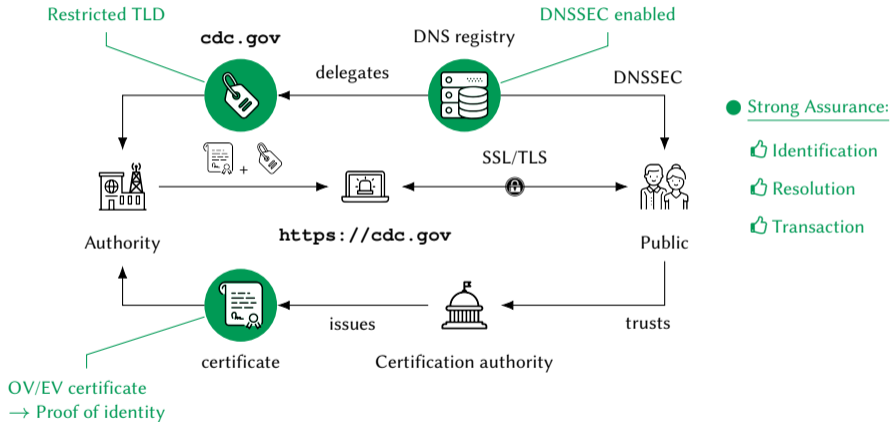 Restricted TLD
DNSSEC enabled
cdc.gov
DNS registry
delegates
DNSSEC
Strong Assurance:
+
SSL/TLS
Identification
Resolution
Transaction
Authority
https://cdc.gov
Public
issues
trusts
certificate
Certification authority
OV/EV certificate
→ Proof of identity